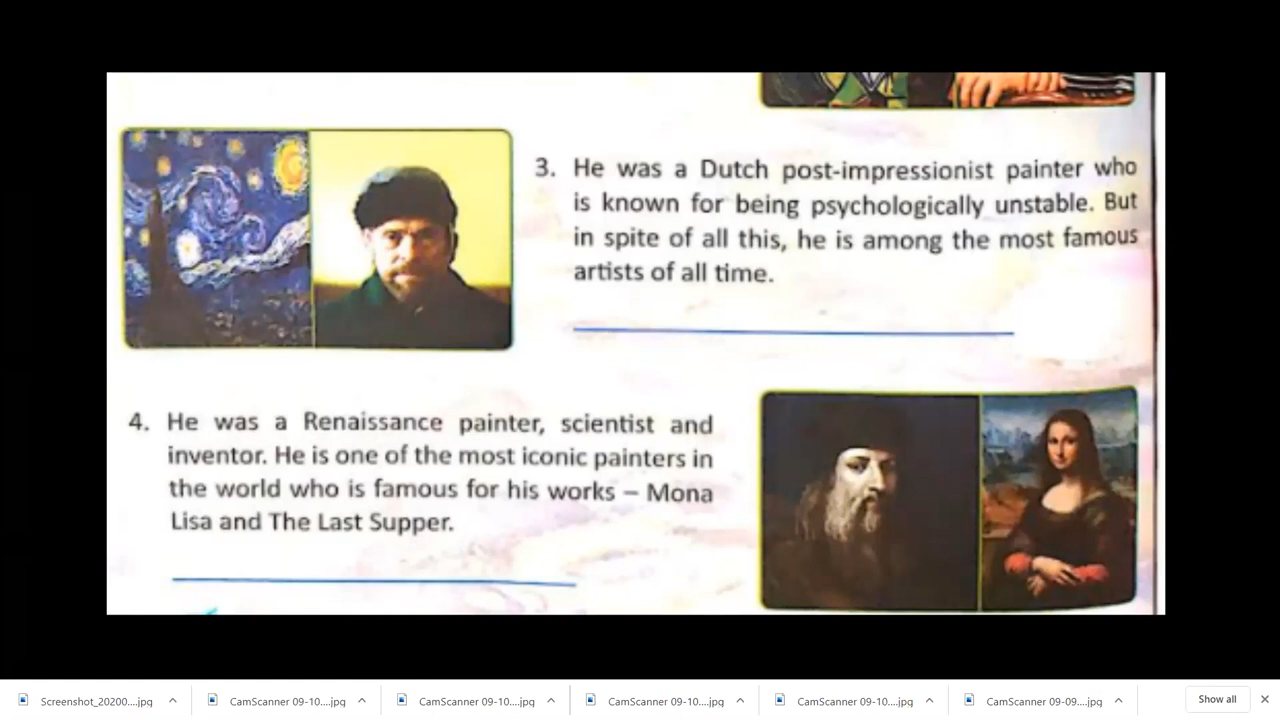 3. He was a Dutch post-impressionist painter who
is known for being psychologically unstable. But
in spite of all this, he is among the most famous
artists of all time.
4. He was a Renaissance painter, scientist and
inventor. He is one of the most iconic painters in
the world who is famous for his works – Mona
Lisa and The Last Supper.
Screenshot_20200....jpg CamScanner 09-10....jpg CamScanner 09-10....jpg CamScanner 09-10....jpg CamScanner 09-10....jpg CamScanner 09-09....jpg Show all